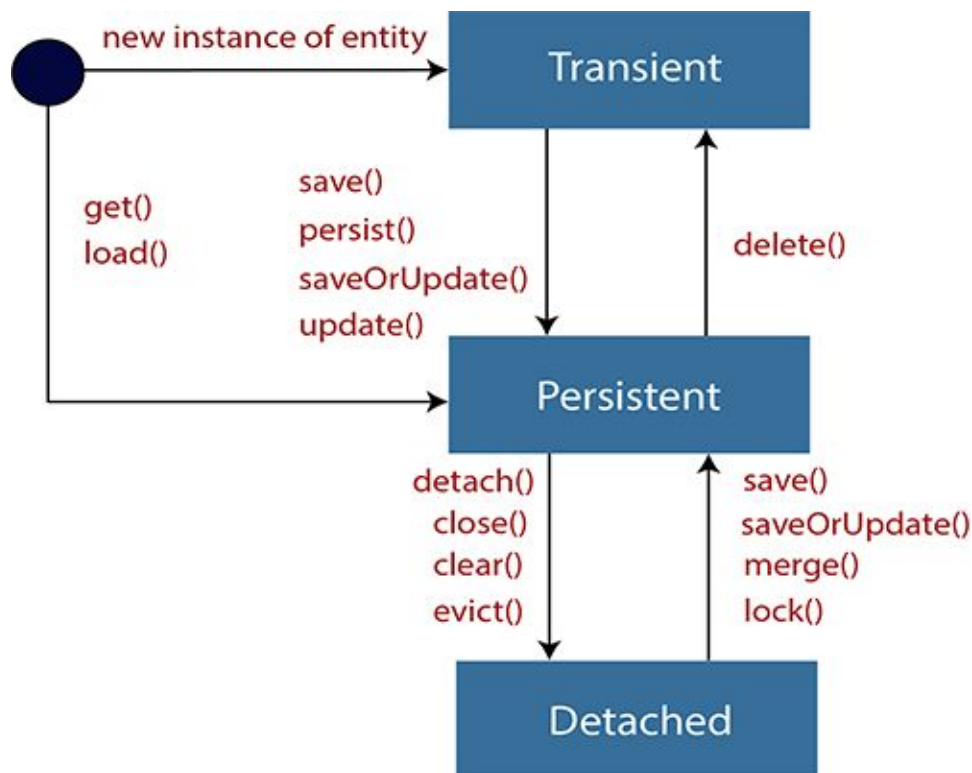 new instance of entity
Transient
get()
load()
save()
persist()
saveOrUpdate()
update()
delete()
Persistent
detach()
close()
clear()
evict()
save()
saveOrUpdate()
merge()
lock()
Detached